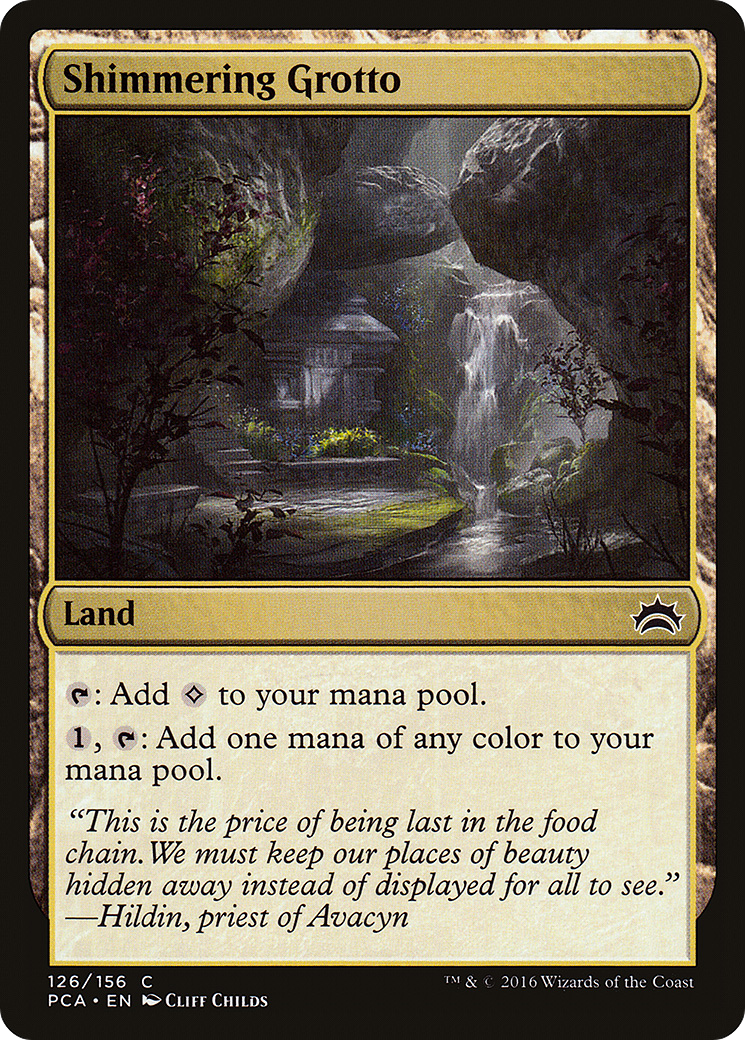 Shimmering Grotto
Land
: Add to your mana pool.
1, : Add one mana of any color to your
mana pool.
“This is the price of being last in the food
chain. We must keep our places of beauty
hidden away instead of displayed for all to see.”
—Hildin, priest of Avacyn
126/156 C
™ & © 2016 Wizards of the Coast
PCA • EN Cliff Childs